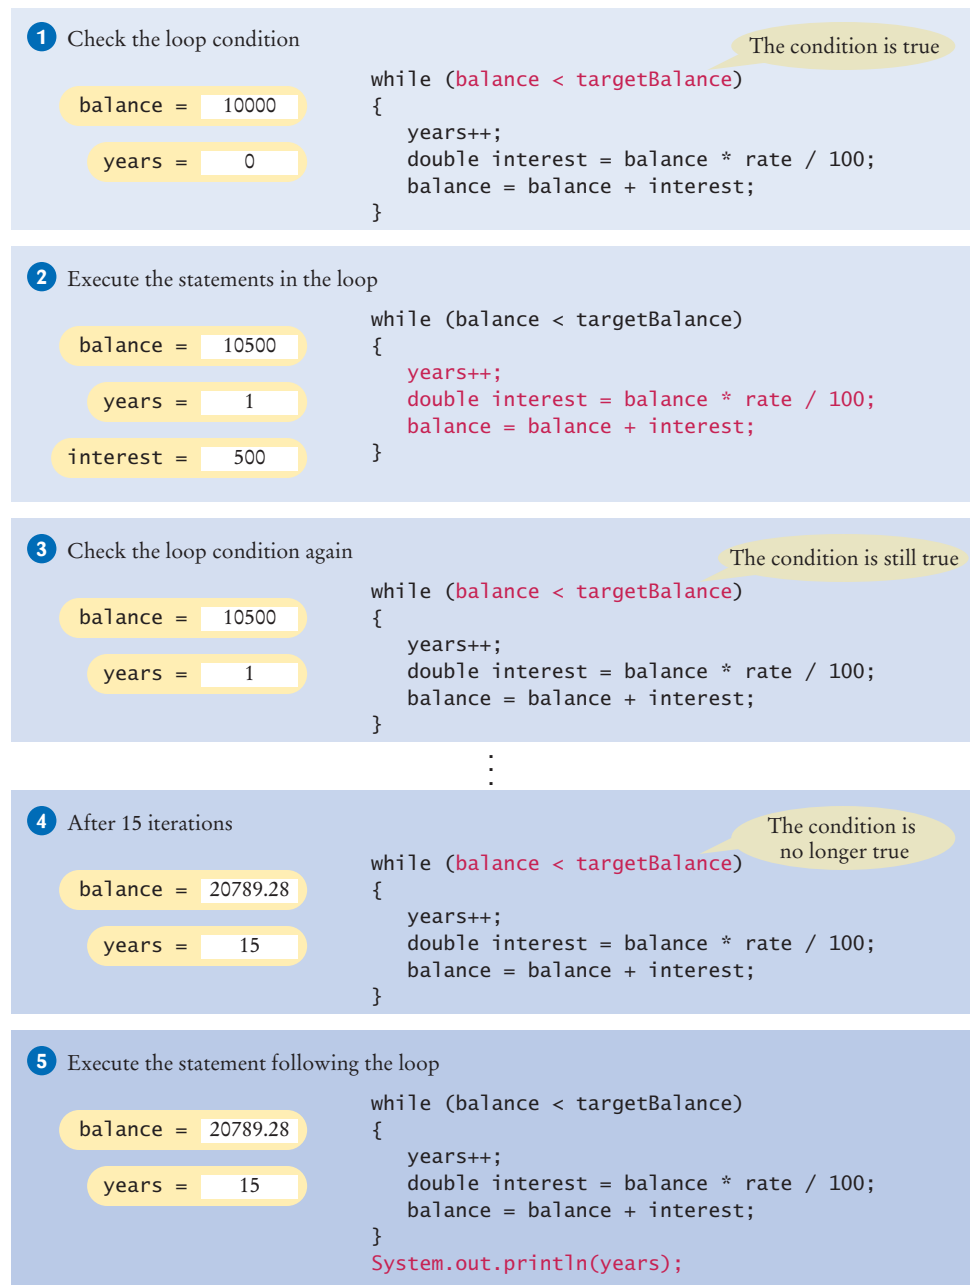 1 Check the loop condition
The condition is true
balance = 10000
years = 0
while (balance < targetBalance)
{
years++;
double interest = balance * rate / 100;
balance = balance + interest;
}
2 Execute the statements in the loop
balance = 10500
years = 1
interest = 500
while (balance < targetBalance)
{
years++;
double interest = balance * rate / 100;
balance = balance + interest;
}
3 Check the loop condition again
The condition is still true
balance = 10500
years = 1
while (balance < targetBalance)
{
years++;
double interest = balance * rate / 100;
balance = balance + interest;
}
4 After 15 iterations
The condition is
no longer true
balance = 20789.28
years = 15
while (balance < targetBalance)
{
years++;
double interest = balance * rate / 100;
balance = balance + interest;
}
5 Execute the statement following the loop
balance = 20789.28
years = 15
while (balance < targetBalance)
{
years++;
double interest = balance * rate / 100;
balance = balance + interest;
}
System.out.println(years);